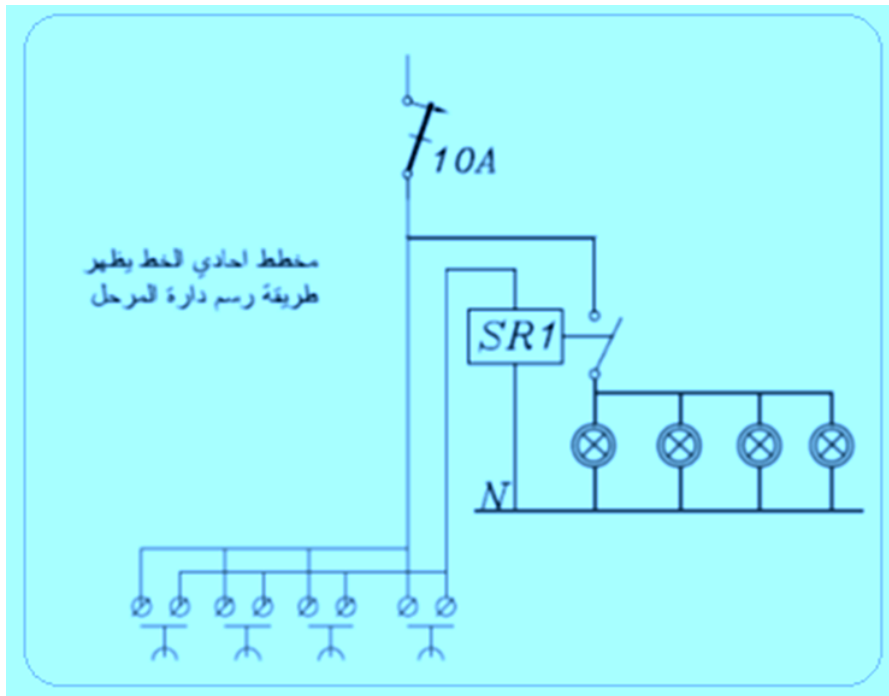 10A
مخطط احادي الخط يظهر
طريقة رسم دارة المرحل
SR1
N